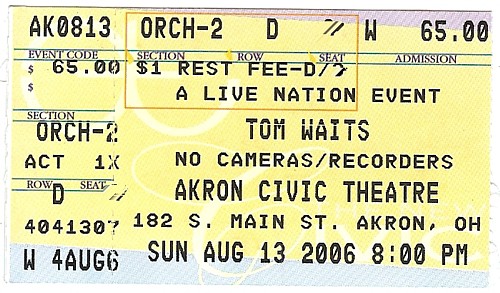 AK0813 ORCH-2 D W 65.00
EVENT CODE SECTION ROW SEAT ADMISSION
$ 65.00 $1 REST FEE-D/
$ A LIVE NATION EVENT
SECTION
ORCH-2 TOM WAITS
ACT 1X NO CAMERAS/RECORDERS
ROW SEAT
D AKRON CIVIC THEATRE
4041307 182 S. MAIN ST. AKRON, OH
W 4AUG6 SUN AUG 13 2006 8:00 PM